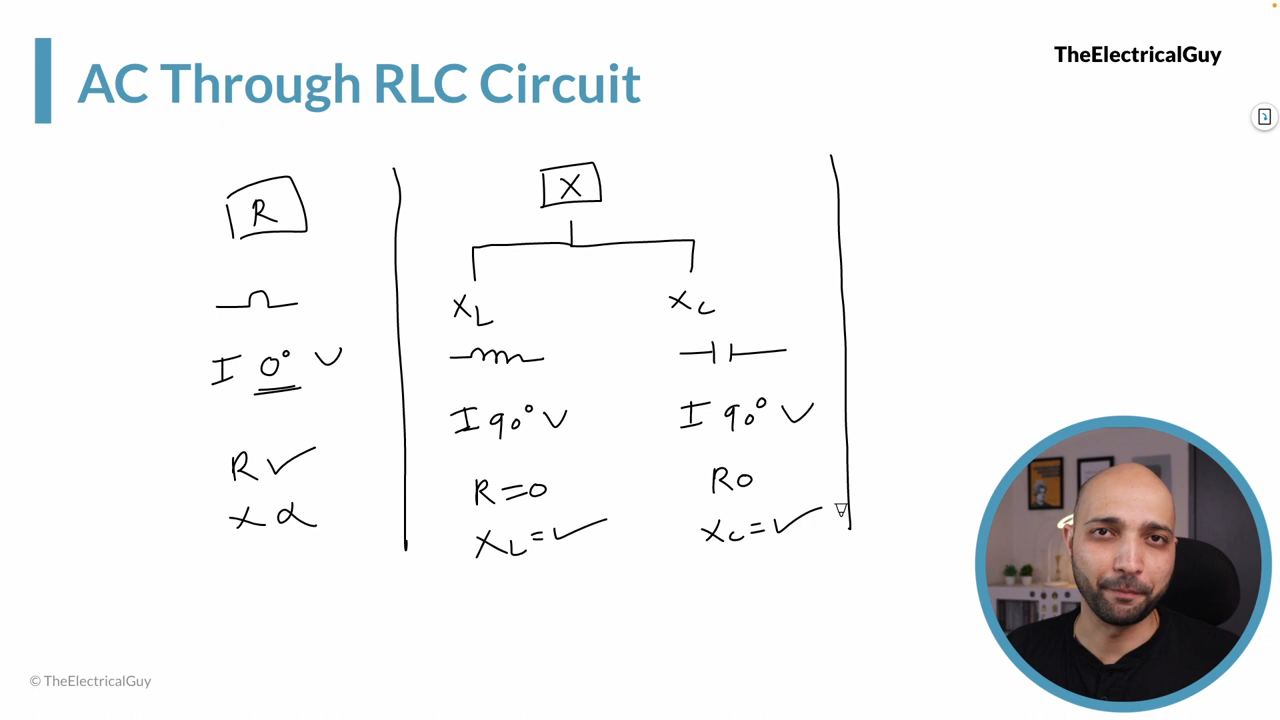 AC Through RLC Circuit
TheElectricalGuy
R
I 0° V
R ✓
X α
X
XL
XC
I 90° V
I 90° V
R=0
R0
XL=✓
XC=✓
© TheElectricalGuy